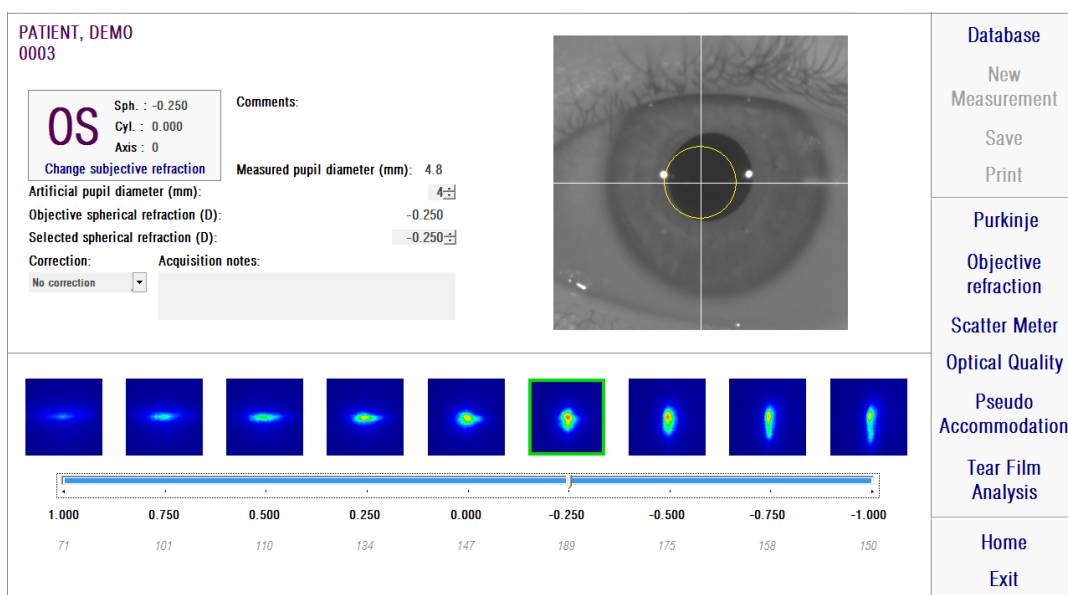 PATIENT, DEMO
0003
OS
Sph. : -0.250
Cyl. : 0.000
Axis : 0
Change subjective refraction
Comments:
Measured pupil diameter (mm): 4.8
Artificial pupil diameter (mm): 4
Objective spherical refraction (D): -0.250
Selected spherical refraction (D): -0.250
Correction: Acquisition notes:
No correction
1.000 0.750 0.500 0.250 0.000 -0.250 -0.500 -0.750 -1.000
71 101 110 134 147 189 175 158 150
Database
New
Measurement
Save
Print
Purkinje
Objective
refraction
Scatter Meter
Optical Quality
Pseudo
Accommodation
Tear Film
Analysis
Home
Exit